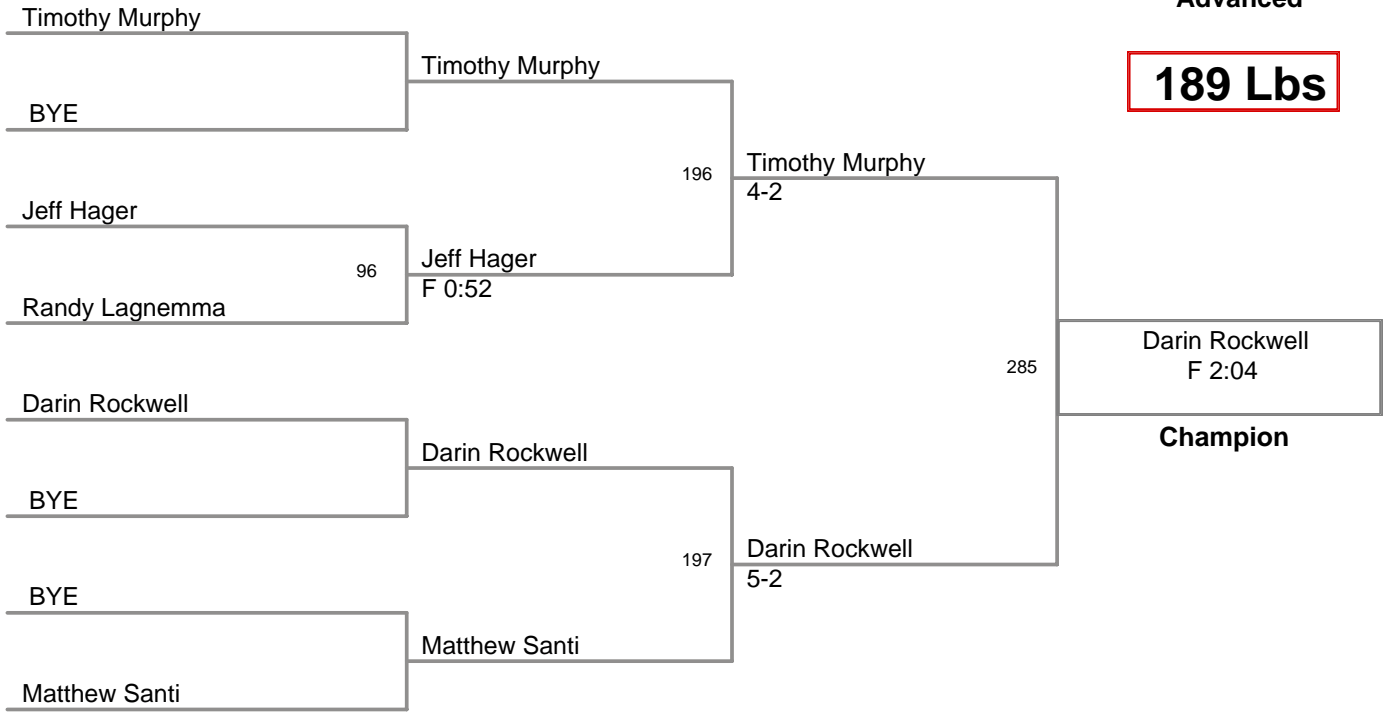 Advanced
189 Lbs
Timothy Murphy
BYE
Jeff Hager
Randy Lagnemma
96
Darin Rockwell
BYE
BYE
Matthew Santi
Timothy Murphy
Jeff Hager
F 0:52
196
Darin Rockwell
Matthew Santi
197
Timothy Murphy
4-2
Darin Rockwell
5-2
285
Darin Rockwell
F 2:04
Champion